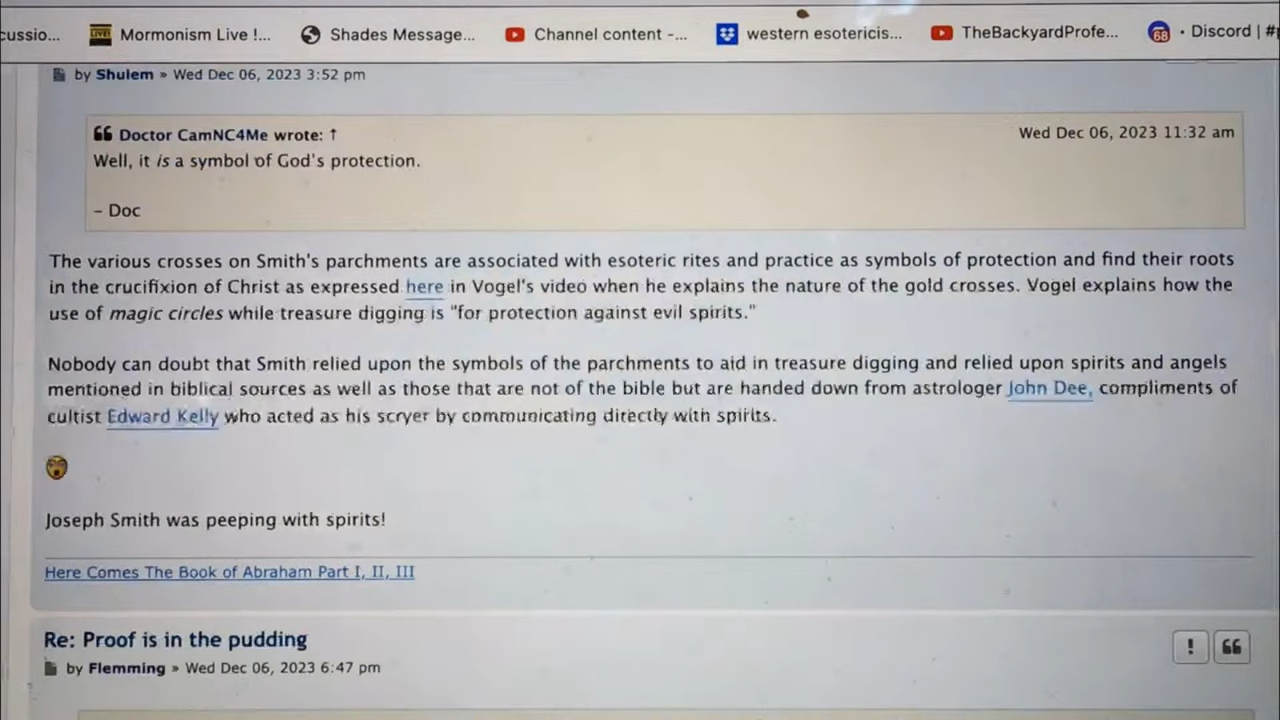 cussio...
Mormonism Live !...
Shades Message...
Channel content -...
western esotericis...
TheBackyardProfe...
68
• Discord | #p
by Shulem » Wed Dec 06, 2023 3:52 pm
Doctor CamNC4Me wrote: ↑
Wed Dec 06, 2023 11:32 am
Well, it is a symbol of God's protection.
– Doc
The various crosses on Smith's parchments are associated with esoteric rites and practice as symbols of protection and find their roots
in the crucifixion of Christ as expressed here in Vogel's video when he explains the nature of the gold crosses. Vogel explains how the
use of magic circles while treasure digging is "for protection against evil spirits."
Nobody can doubt that Smith relied upon the symbols of the parchments to aid in treasure digging and relied upon spirits and angels
mentioned in biblical sources as well as those that are not of the bible but are handed down from astrologer John Dee, compliments of
cultist Edward Kelly who acted as his scryer by communicating directly with spirits.
Joseph Smith was peeping with spirits!
Here Comes The Book of Abraham Part I, II, III
Re: Proof is in the pudding
!
by Flemming » Wed Dec 06, 2023 6:47 pm